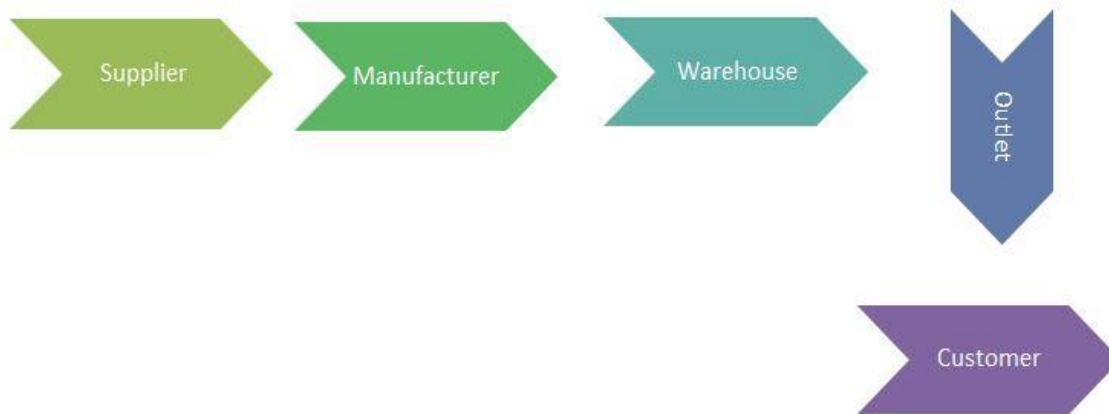 Supplier
Manufacturer
Warehouse
Outlet
Customer